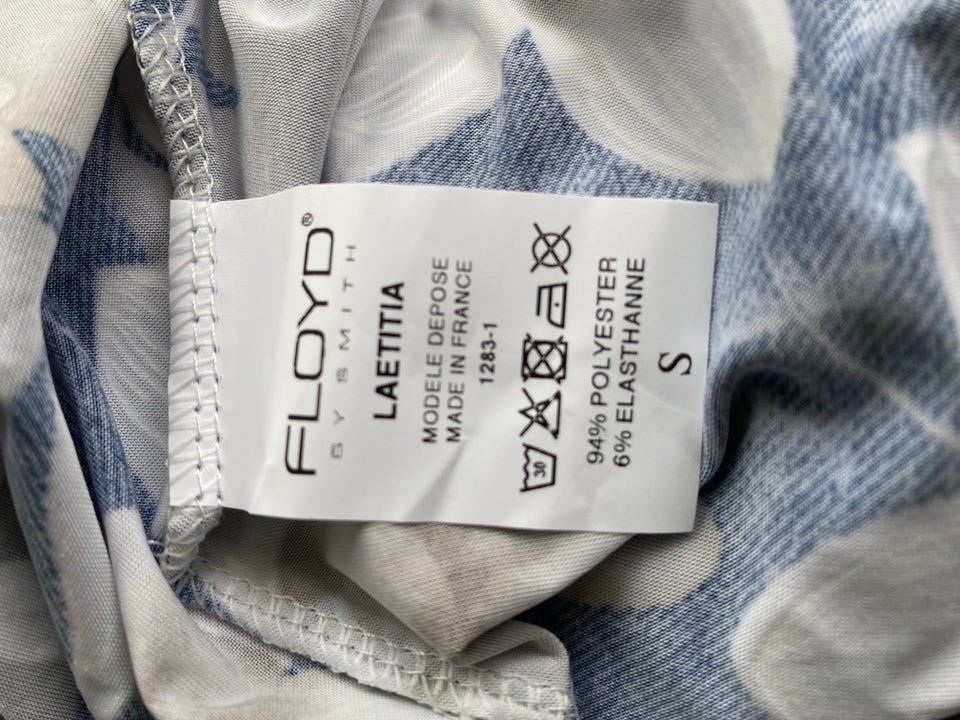 FLOYD®
BY SMITH
LAETITIA
MODELE DEPOSE
MADE IN FRANCE
1283-1
30
94% POLYESTER
6% ELASTHANNE
S